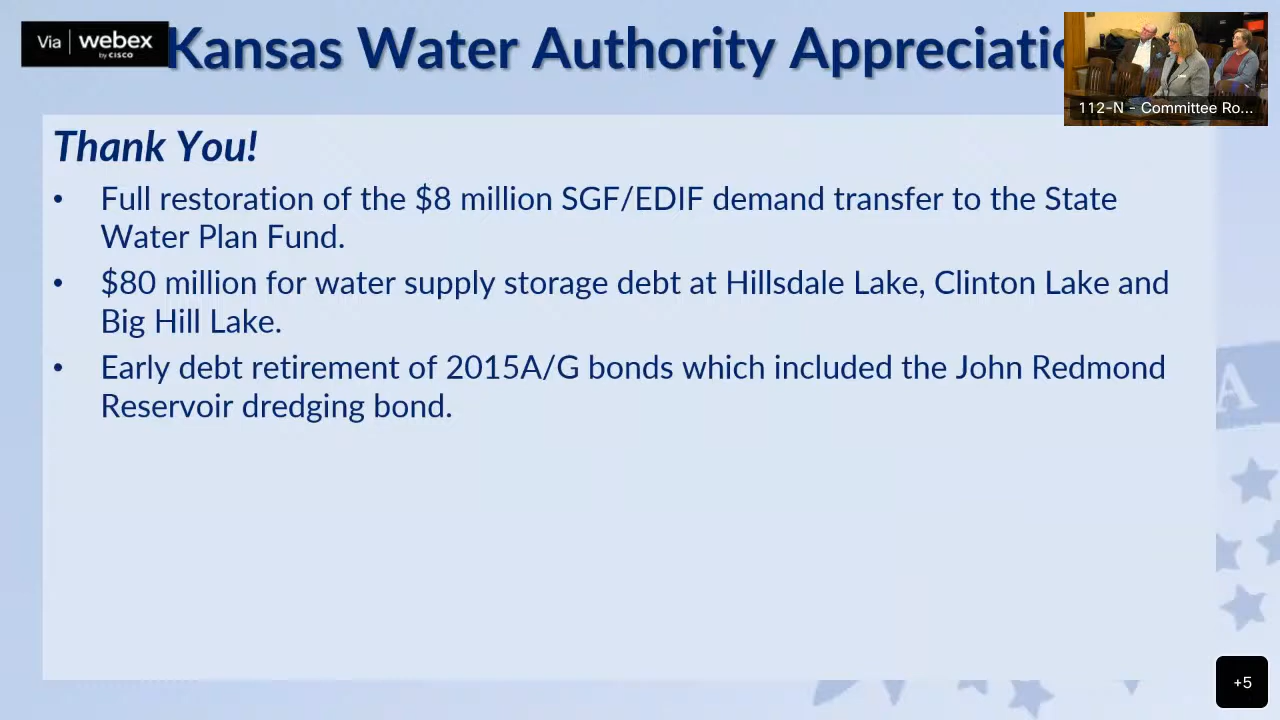 Via webex
by CISCO
Kansas Water Authority Appreciatio
112-N - Committee Ro...
Thank You!
• Full restoration of the $8 million SGF/EDIF demand transfer to the State
Water Plan Fund.
• $80 million for water supply storage debt at Hillsdale Lake, Clinton Lake and
Big Hill Lake.
• Early debt retirement of 2015A/G bonds which included the John Redmond
Reservoir dredging bond.
A
+5